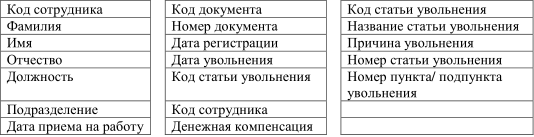 Код сотрудника
Фамилия
Имя
Отчество
Должность
Подразделение
Дата приема на работу
Код документа
Номер документа
Дата регистрации
Дата увольнения
Код статьи увольнения
Код сотрудника
Денежная компенсация
Код статьи увольнения
Название статьи увольнения
Причина увольнения
Номер статьи увольнения
Номер пункта/ подпункта
увольнения